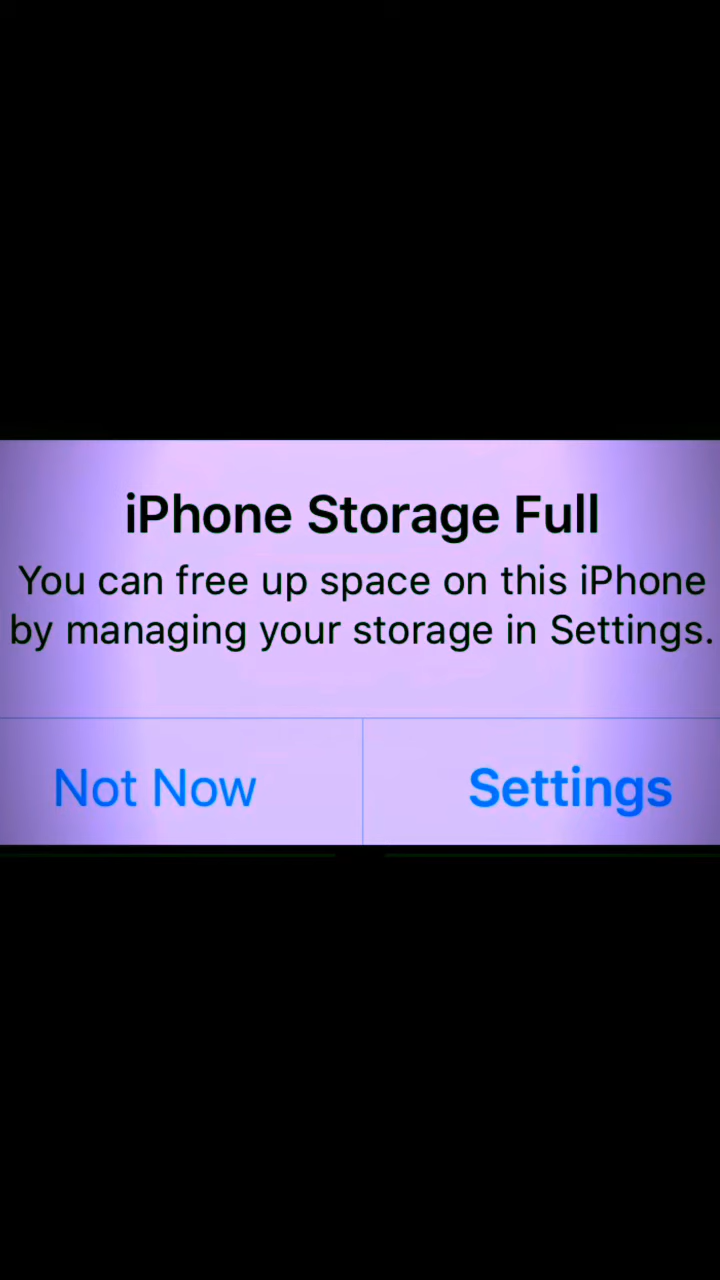 iPhone Storage Full
You can free up space on this iPhone
by managing your storage in Settings.
Not Now
Settings